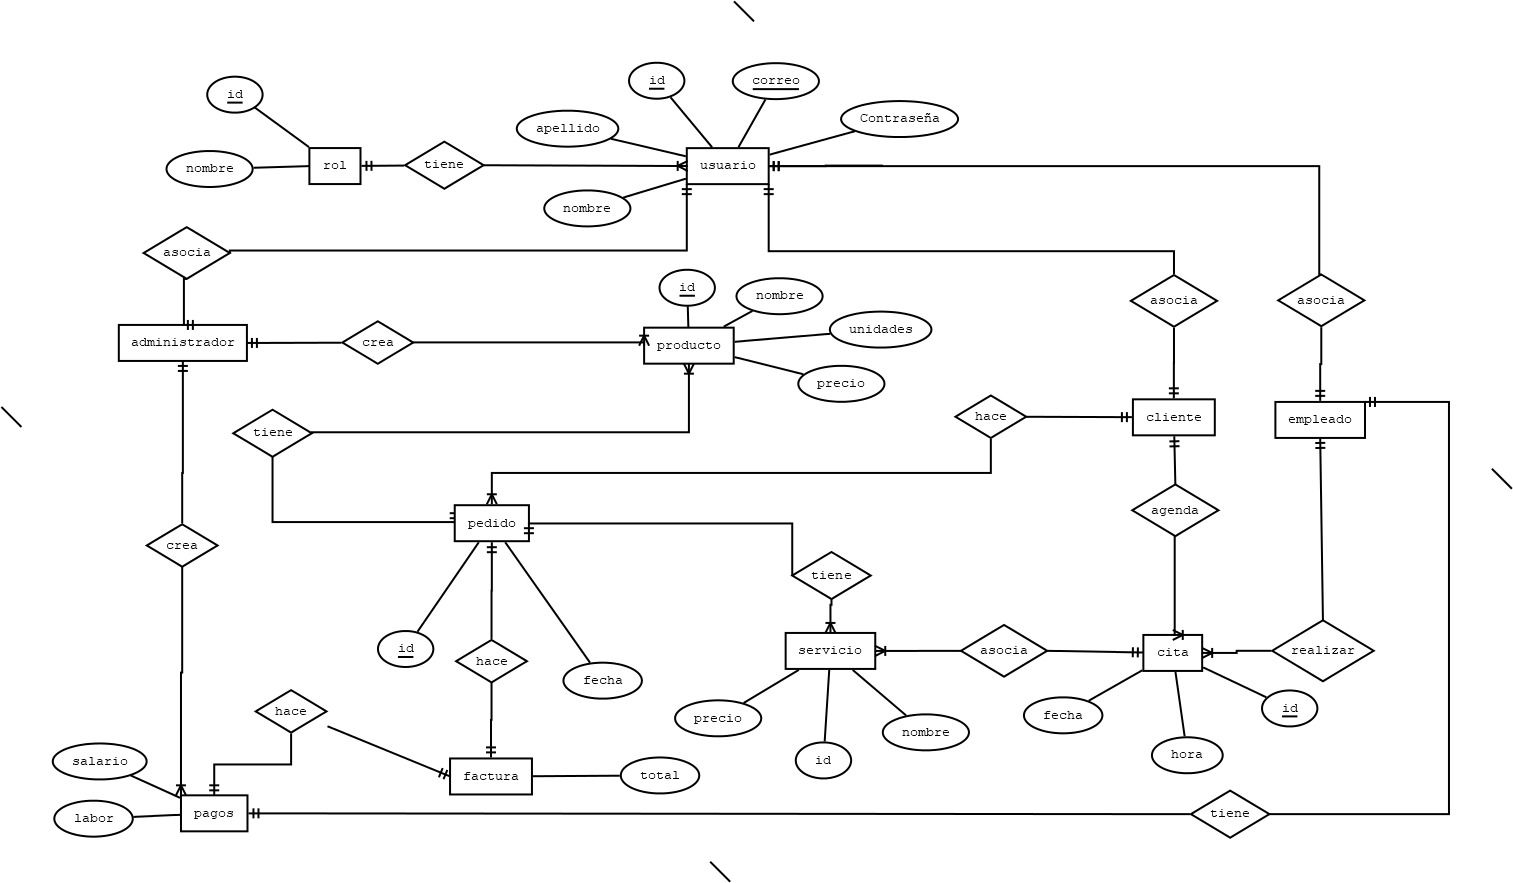 id
correo
id
Contraseña
apellido
rol
tiene
usuario
nombre
nombre
asocia
id
nombre
asocia
asocia
unidades
administrador
crea
producto
precio
hace
cliente
empleado
tiene
agenda
pedido
crea
tiene
id
servicio
asocia
cita
realizar
hace
fecha
hace
precio
nombre
fecha
id
salario
factura
total
id
hora
labor
pagos
tiene